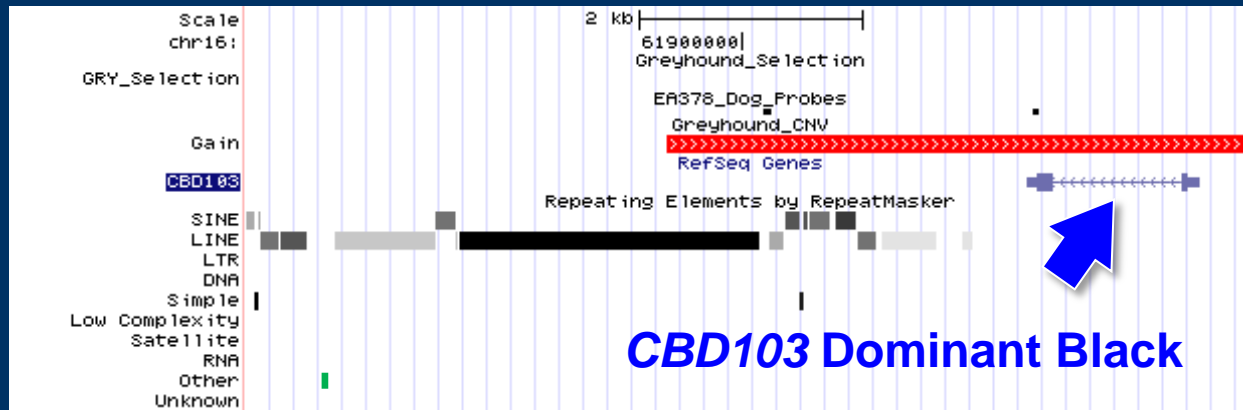 Scale 2 kb
chr16: 61900000|
Greyhound_Selection
GRY_Selection
EA378_Dog_Probes
Greyhound_CNV
Gain
RefSeq Genes
CBD103
Repeating Elements by RepeatMasker
SINE
LINE
LTR
DNA
Simple
Low Complexity
Satellite
RNA
Other
Unknown
CBD103 Dominant Black